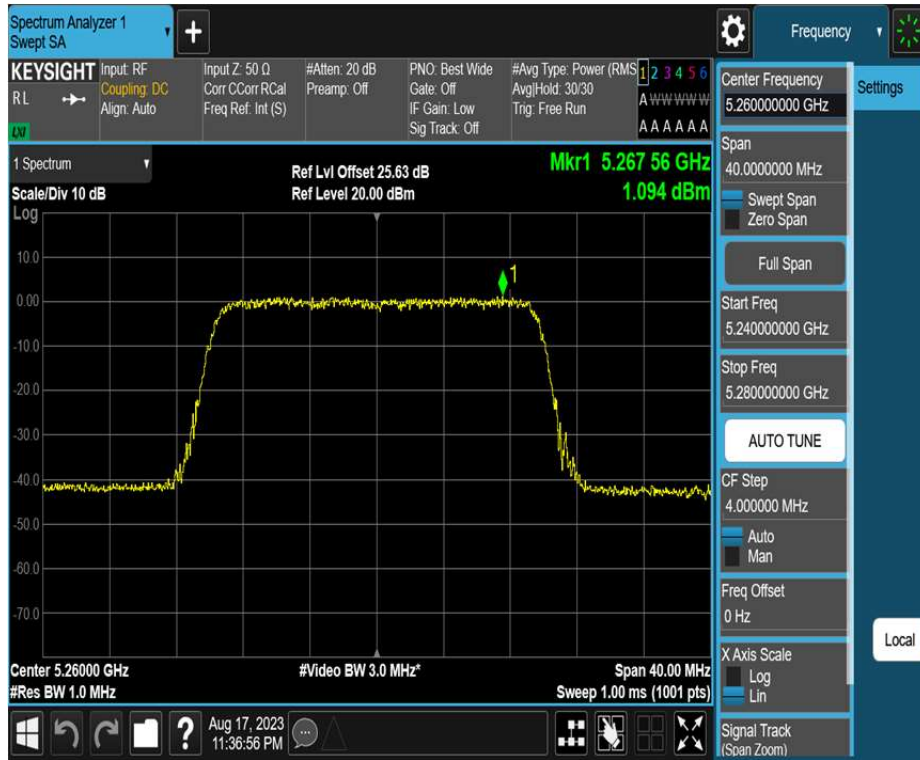 Spectrum Analyzer 1
Swept SA
+
Frequency
KEYSIGHT
RL
LXI
Input: RF
Coupling: DC
Align: Auto
Input Z: 50 Ω
Corr CCorr RCal
Freq Ref: Int (S)
#Atten: 20 dB
Preamp: Off
PNO: Best Wide
Gate: Off
IF Gain: Low
Sig Track: Off
#Avg Type: Power (RMS
Avg|Hold: 30/30
Trig: Free Run
1 2 3 4 5 6
A W W W W W
A A A A A A
1 Spectrum
Scale/Div 10 dB
Log
Ref Lvl Offset 25.63 dB
Ref Level 20.00 dBm
Mkr1 5.267 56 GHz
1.094 dBm
1
10.0
0.00
-10.0
-20.0
-30.0
-40.0
-50.0
-60.0
-70.0
Center 5.26000 GHz
#Res BW 1.0 MHz
#Video BW 3.0 MHz*
Span 40.00 MHz
Sweep 1.00 ms (1001 pts)
?
Aug 17, 2023
11:36:56 PM
Center Frequency
5.260000000 GHz
Span
40.0000000 MHz
Swept Span
Zero Span
Full Span
Start Freq
5.240000000 GHz
Stop Freq
5.280000000 GHz
AUTO TUNE
CF Step
4.000000 MHz
Auto
Man
Freq Offset
0 Hz
X Axis Scale
Log
Lin
Signal Track
(Span Zoom)
Settings
Local